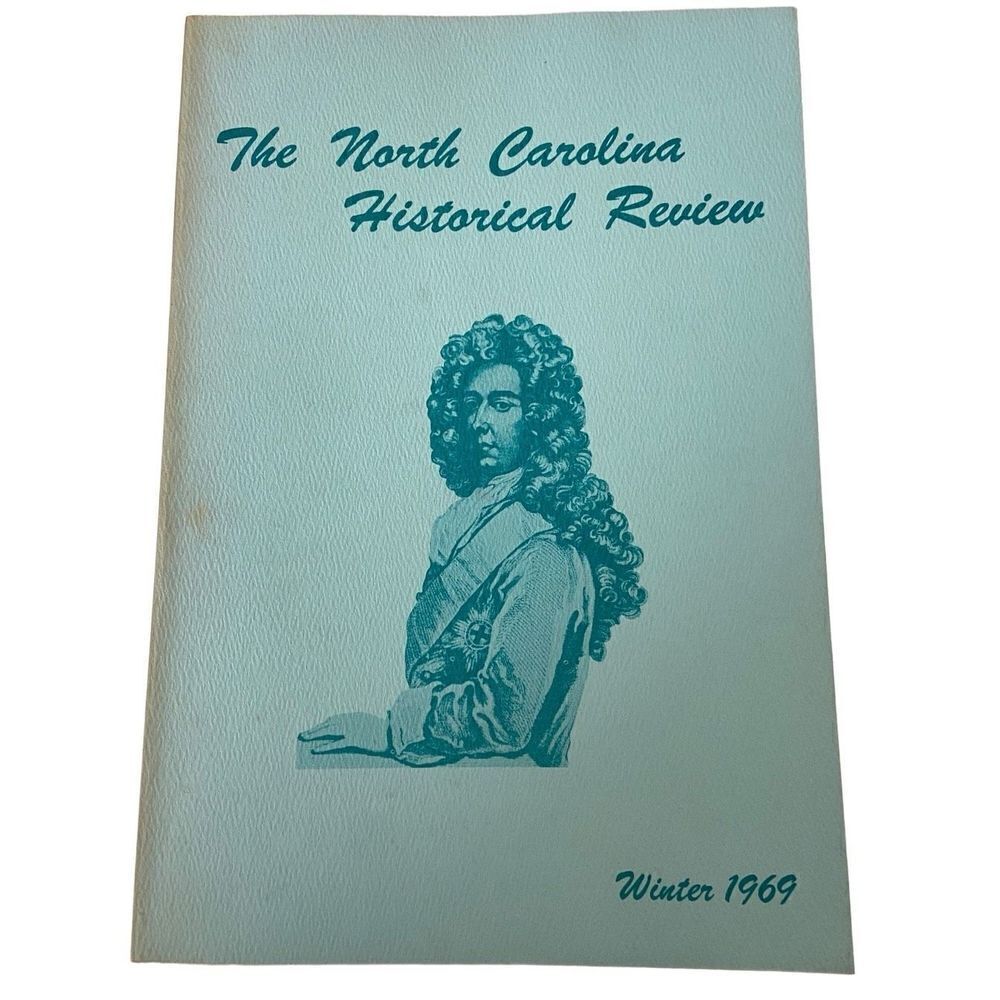 The North Carolina
Historical Review
Winter 1969